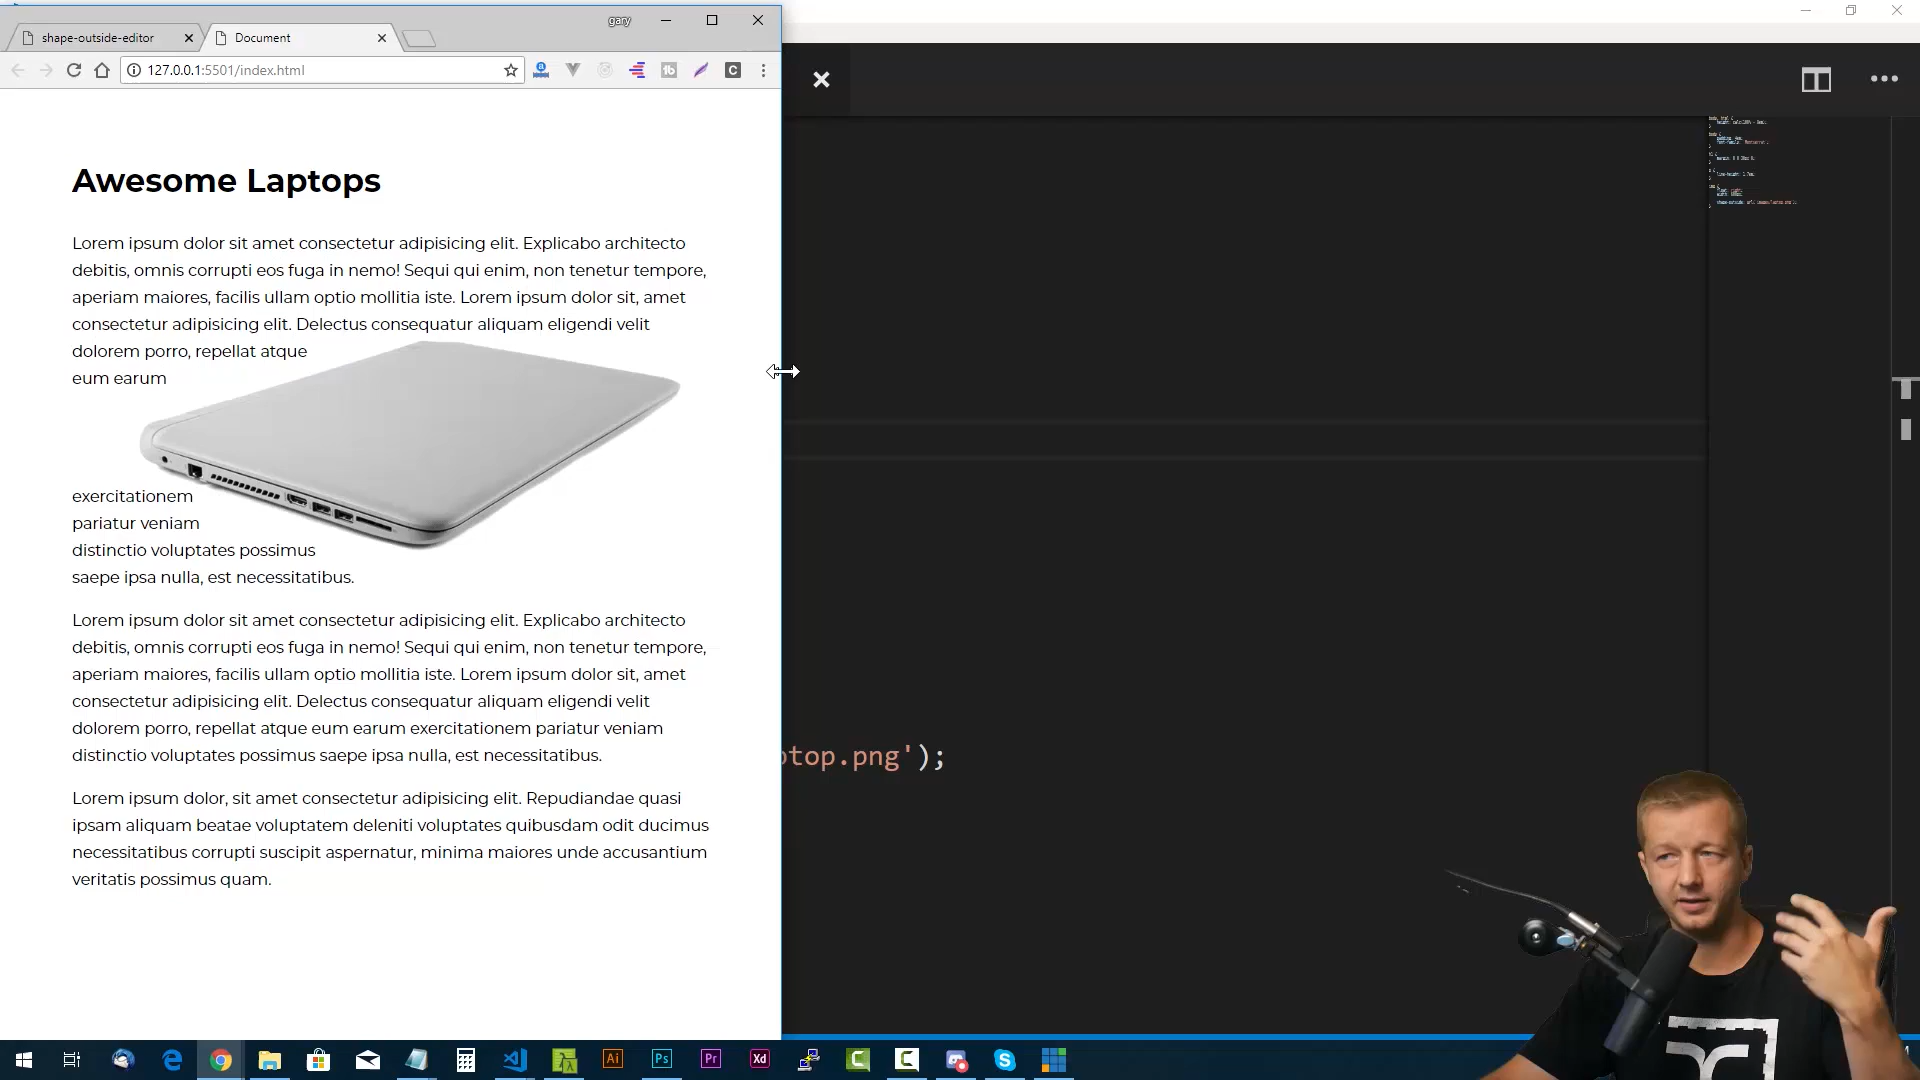 gary
shape-outside-editor
Document
127.0.0.1:5501/index.html
Awesome Laptops
Lorem ipsum dolor sit amet consectetur adipisicing elit. Explicabo architecto
debitis, omnis corrupti eos fuga in nemo! Sequi qui enim, non tenetur tempore,
aperiam maiores, facilis ullam optio mollitia iste. Lorem ipsum dolor sit, amet
consectetur adipisicing elit. Delectus consequatur aliquam eligendi velit
dolorem porro, repellat atque
eum earum
exercitationem
pariatur veniam
distinctio voluptates possimus
saepe ipsa nulla, est necessitatibus.
Lorem ipsum dolor sit amet consectetur adipisicing elit. Explicabo architecto
debitis, omnis corrupti eos fuga in nemo! Sequi qui enim, non tenetur tempore,
aperiam maiores, facilis ullam optio mollitia iste. Lorem ipsum dolor sit, amet
consectetur adipisicing elit. Delectus consequatur aliquam eligendi velit
dolorem porro, repellat atque eum earum exercitationem pariatur veniam
distinctio voluptates possimus saepe ipsa nulla, est necessitatibus.
Lorem ipsum dolor, sit amet consectetur adipisicing elit. Repudiandae quasi
ipsam aliquam beatae voluptatem deleniti voluptates quibusdam odit ducimus
necessitatibus corrupti suscipit aspernatur, minima maiores unde accusantium
veritatis possimus quam.
ptop.png');
Ai
Ps
Pr
Xd